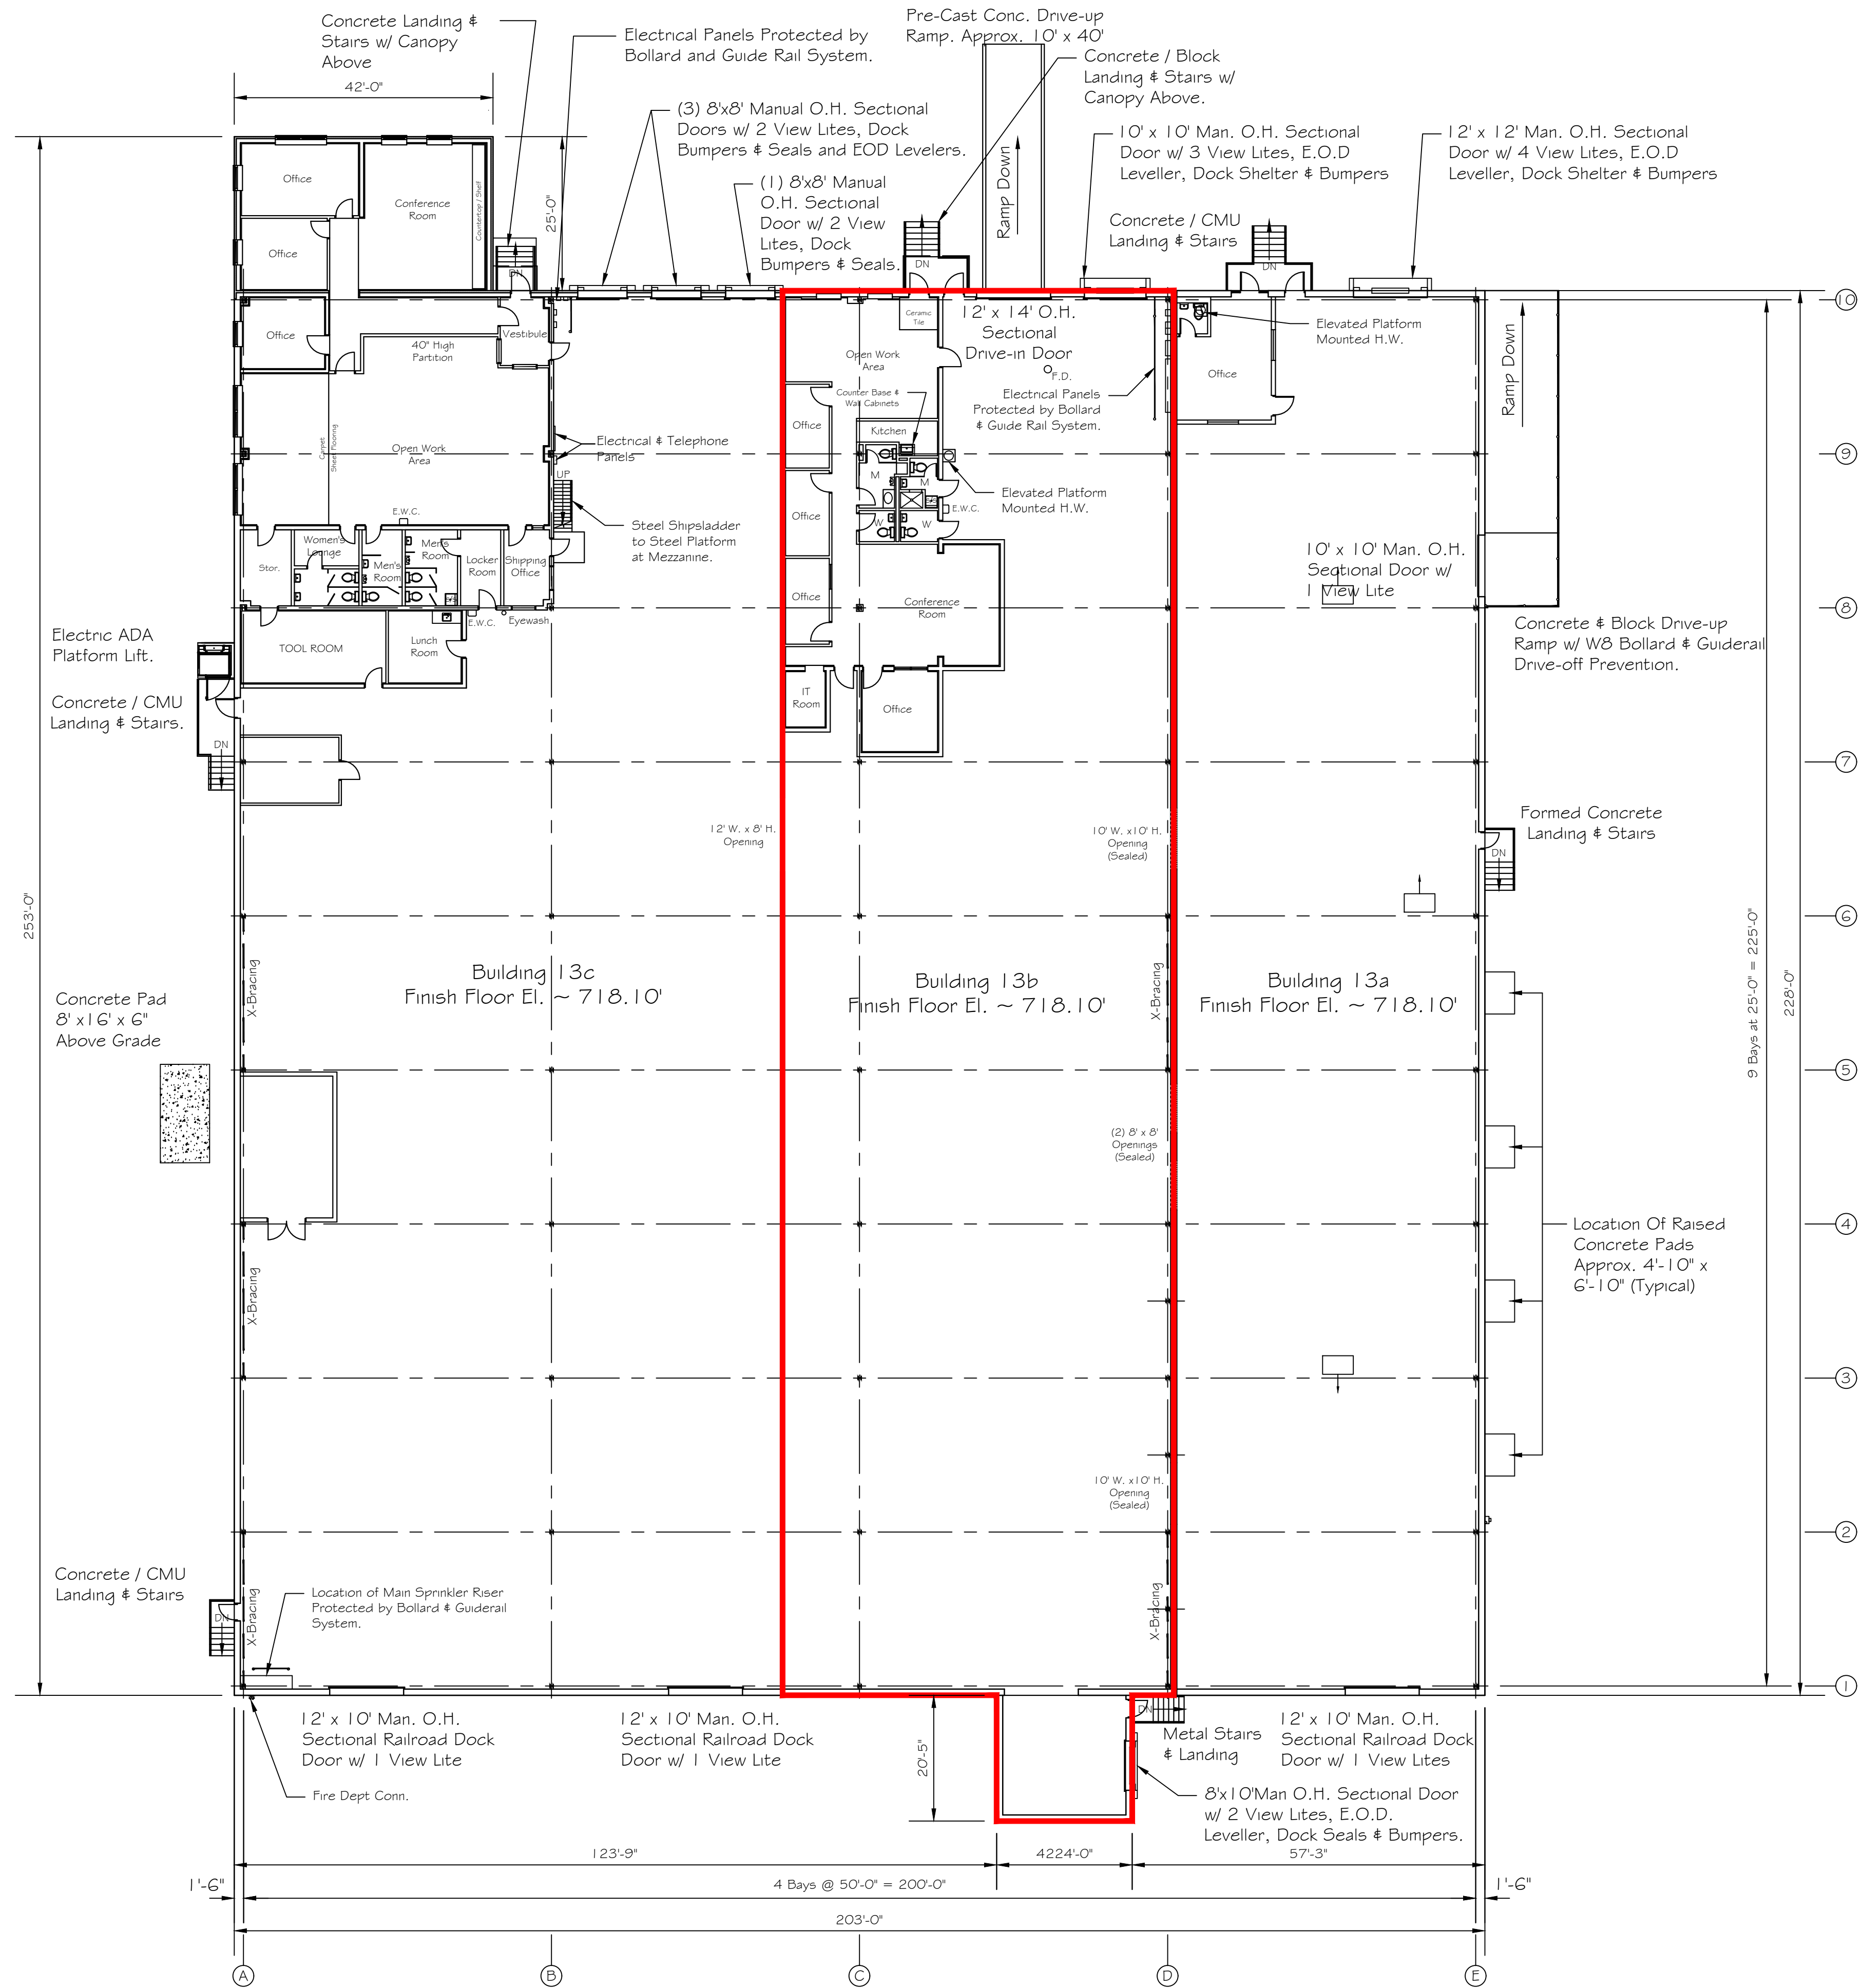 Concrete Landing &
Stairs w/ Canopy
Above
42'-0"
Electrical Panels Protected by
Bollard and Guide Rail System.
Pre-Cast Conc. Drive-up
Ramp. Approx. 10' x 40'
Concrete / Block
Landing & Stairs w/
Canopy Above.
(3) 8'x8' Manual O.H. Sectional
Doors w/ 2 View Lites, Dock
Bumpers & Seals and EOD Levelers.
(1) 8'x8' Manual
O.H. Sectional
Door w/ 2 View
Lites, Dock
Bumpers & Seals.
10' x 10' Man. O.H. Sectional
Door w/ 3 View Lites, E.O.D
Leveller, Dock Shelter & Bumpers
12' x 12' Man. O.H. Sectional
Door w/ 4 View Lites, E.O.D
Leveller, Dock Shelter & Bumpers
Ramp Down
Concrete / CMU
Landing & Stairs
25'-0"
Office
Conference
Room
Countertop / Shelf
Office
DN
DN
DN
Office
Vestibule
40" High
Partition
Carpet
Sheet Flooring
Open Work
Area
E.W.C.
Electrical & Telephone
Panels
UP
Steel Shipsladder
to Steel Platform
at Mezzanine.
Stor.
Women's
Lounge
Men's
Room
Men's
Room
Locker
Room
Shipping
Office
E.W.C.
Eyewash
TOOL ROOM
Lunch
Room
Ceramic
Tile
Open Work
Area
12' x 14' O.H.
Sectional
Drive-in Door
F.D.
Electrical Panels
Protected by Bollard
& Guide Rail System.
Counter Base &
Wall Cabinets
Kitchen
Office
M
M
W
W
E.W.C.
Elevated Platform
Mounted H.W.
Office
Office
Conference
Room
IT
Room
Office
Elevated Platform
Mounted H.W.
Office
Ramp Down
10' x 10' Man. O.H.
Sectional Door w/
1 View Lite
Concrete & Block Drive-up
Ramp w/ W8 Bollard & Guiderail
Drive-off Prevention.
Electric ADA
Platform Lift.
Concrete / CMU
Landing & Stairs.
DN
12' W. x 8' H.
Opening
10' W. x10' H.
Opening
(Sealed)
Formed Concrete
Landing & Stairs
DN
253'-0"
Building 13c
Finish Floor El. ~ 718.10'
Building 13b
Finish Floor El. ~ 718.10'
Building 13a
Finish Floor El. ~ 718.10'
X-Bracing
X-Bracing
9 Bays at 25'-0" = 225'-0"
228'-0"
Concrete Pad
8' x16' x 6"
Above Grade
(2) 8' x 8'
Openings
(Sealed)
Location Of Raised
Concrete Pads
Approx. 4'-10" x
6'-10" (Typical)
X-Bracing
10' W. x10' H.
Opening
(Sealed)
Concrete / CMU
Landing & Stairs
DN
X-Bracing
Location of Main Sprinkler Riser
Protected by Bollard & Guiderail
System.
X-Bracing
10
9
8
7
6
5
4
3
2
1
12' x 10' Man. O.H.
Sectional Railroad Dock
Door w/ 1 View Lite
Fire Dept Conn.
12' x 10' Man. O.H.
Sectional Railroad Dock
Door w/ 1 View Lite
20'-5"
DN
Metal Stairs
& Landing
12' x 10' Man. O.H.
Sectional Railroad Dock
Door w/ 1 View Lites
8'x10'Man O.H. Sectional Door
w/ 2 View Lites, E.O.D.
Leveller, Dock Seals & Bumpers.
123'-9"
4224'-0"
57'-3"
1'-6"
4 Bays @ 50'-0" = 200'-0"
1'-6"
203'-0"
A
B
C
D
E